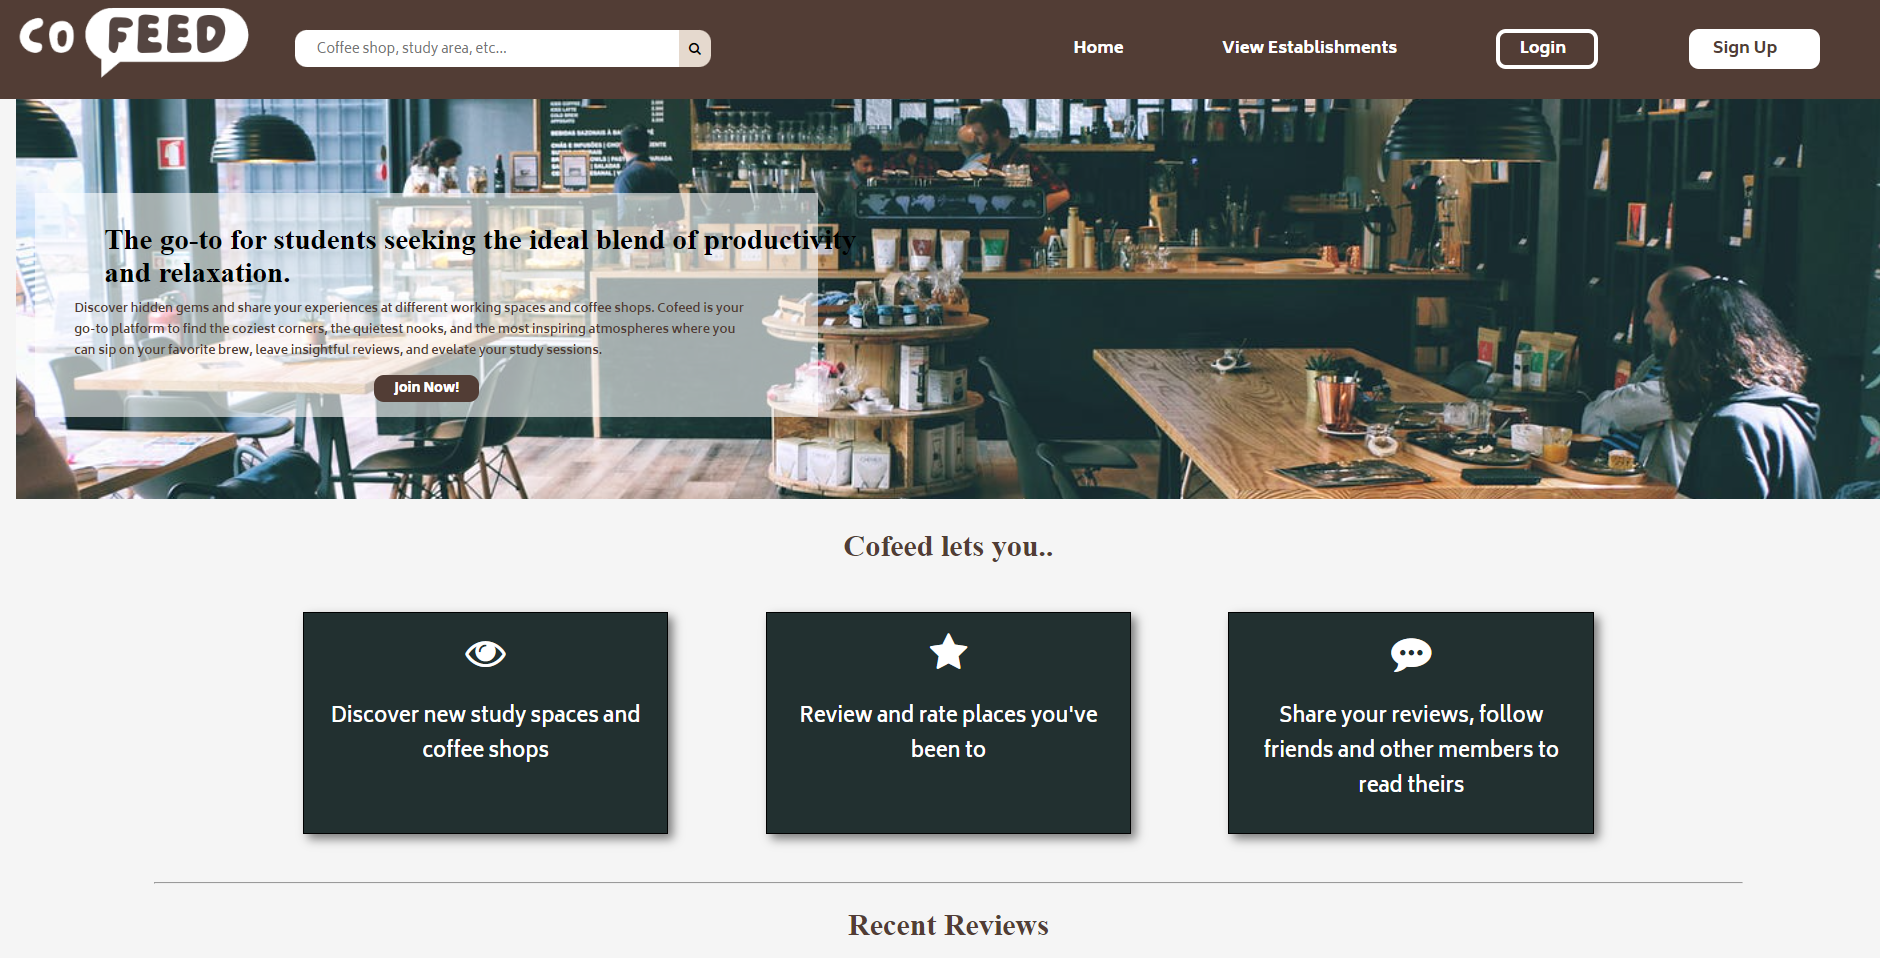 CO FEED
Coffee shop, study area, etc...
Home
View Establishments
Login
Sign Up
The go-to for students seeking the ideal blend of productivity
and relaxation.
Discover hidden gems and share your experiences at different working spaces and coffee shops. Cofeed is your
go-to platform to find the coziest corners, the quietest nooks, and the most inspiring atmospheres where you
can sip on your favorite brew, leave insightful reviews, and evelate your study sessions.
Join Now!
Cofeed lets you..
Discover new study spaces and
coffee shops
Review and rate places you've
been to
Share your reviews, follow
friends and other members to
read theirs
Recent Reviews